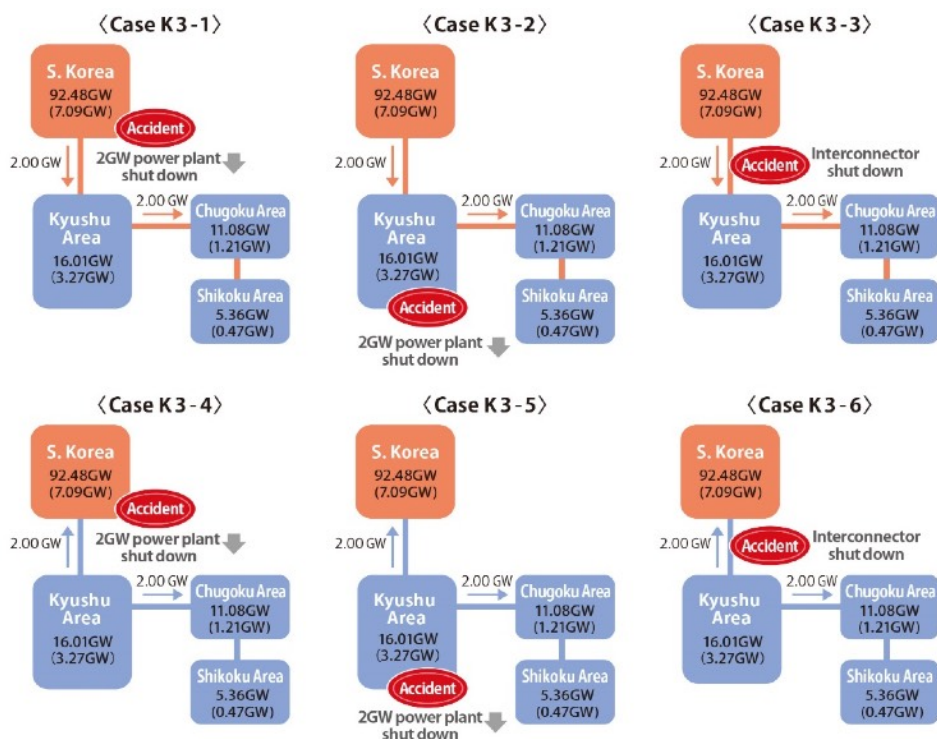 〈Case K3-1〉
S. Korea
92.48GW
(7.09GW)
Accident
2GW power plant
shut down
2.00 GW
Kyushu
Area
16.01GW
(3.27GW)
2.00 GW
Chugoku Area
11.08GW
(1.21GW)
Shikoku Area
5.36GW
(0.47GW)
〈Case K3-2〉
S. Korea
92.48GW
(7.09GW)
2.00 GW
Kyushu
Area
16.01GW
(3.27GW)
Accident
2GW power plant
shut down
2.00 GW
Chugoku Area
11.08GW
(1.21GW)
Shikoku Area
5.36GW
(0.47GW)
〈Case K3-3〉
S. Korea
92.48GW
(7.09GW)
2.00 GW
Accident
Interconnector
shut down
Kyushu
Area
16.01GW
(3.27GW)
2.00 GW
Chugoku Area
11.08GW
(1.21GW)
Shikoku Area
5.36GW
(0.47GW)
〈Case K3-4〉
S. Korea
92.48GW
(7.09GW)
Accident
2GW power plant
shut down
2.00 GW
Kyushu
Area
16.01GW
(3.27GW)
2.00 GW
Chugoku Area
11.08GW
(1.21GW)
Shikoku Area
5.36GW
(0.47GW)
〈Case K3-5〉
S. Korea
92.48GW
(7.09GW)
2.00 GW
Kyushu
Area
16.01GW
(3.27GW)
Accident
2GW power plant
shut down
2.00 GW
Chugoku Area
11.08GW
(1.21GW)
Shikoku Area
5.36GW
(0.47GW)
〈Case K3-6〉
S. Korea
92.48GW
(7.09GW)
2.00 GW
Accident
Interconnector
shut down
Kyushu
Area
16.01GW
(3.27GW)
2.00 GW
Chugoku Area
11.08GW
(1.21GW)
Shikoku Area
5.36GW
(0.47GW)